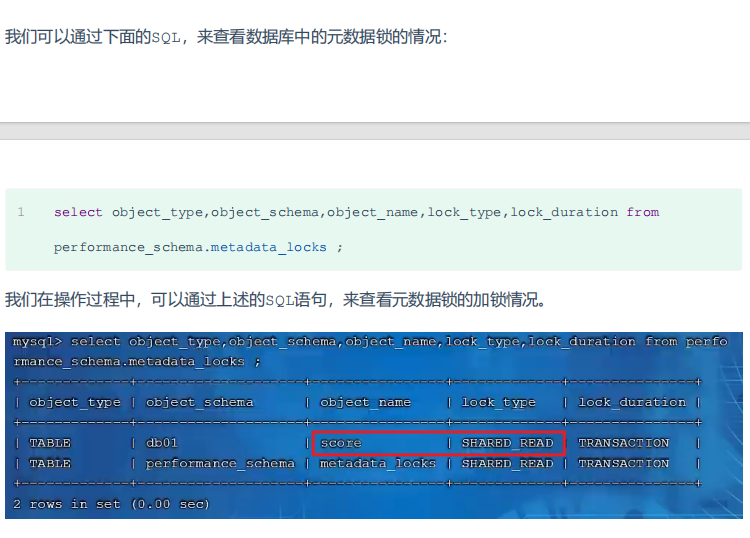 我们可以通过下面的SQL，来查看数据库中的元数据锁的情况：
1 select object_type,object_schema,object_name,lock_type,lock_duration from
performance_schema.metadata_locks ;
我们在操作过程中，可以通过上述的SQL语句，来查看元数据锁的加锁情况。
mysql> select object_type,object_schema,object_name,lock_type,lock_duration from perfo
rmance_schema.metadata_locks ;
+-------------+--------------------+----------------+-------------+---------------+
| object_type | object_schema      | object_name    | lock_type   | lock_duration |
+-------------+--------------------+----------------+-------------+---------------+
| TABLE       | db01               | score          | SHARED_READ | TRANSACTION   |
| TABLE       | performance_schema | metadata_locks | SHARED_READ | TRANSACTION   |
+-------------+--------------------+----------------+-------------+---------------+
2 rows in set (0.00 sec)